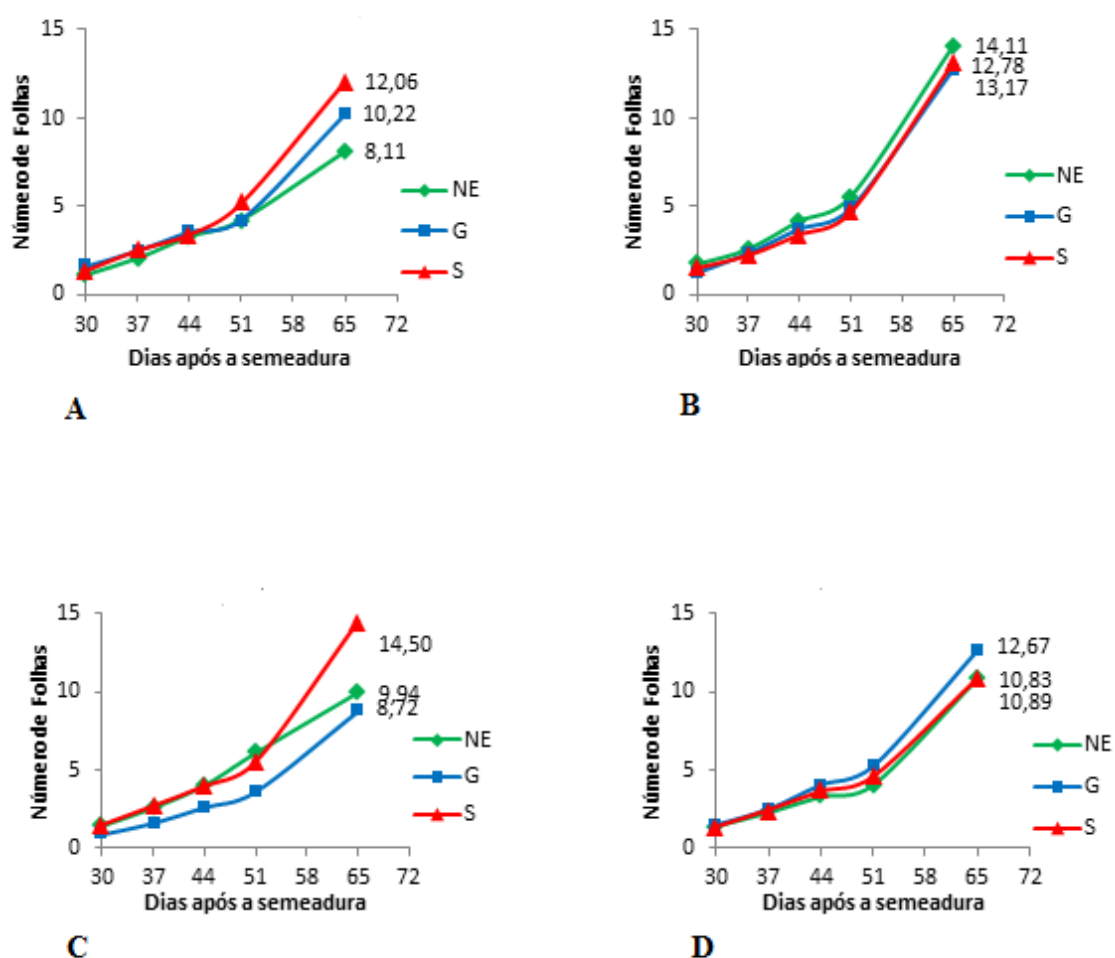 15
10
5
0
Número de Folhas
12,06
10,22
8,11
NE
G
S
30 37 44 51 58 65 72
Dias após a semeadura
A
15
10
5
0
Número de Folhas
14,11
12,78
13,17
NE
G
S
30 37 44 51 58 65 72
Dias após a semeadura
B
15
10
5
0
Número de Folhas
14,50
9,94
8,72
NE
G
S
30 37 44 51 58 65 72
Dias após a semeadura
C
15
10
5
0
Número de Folhas
12,67
10,83
10,89
NE
G
S
30 37 44 51 58 65 72
Dias após a semeadura
D